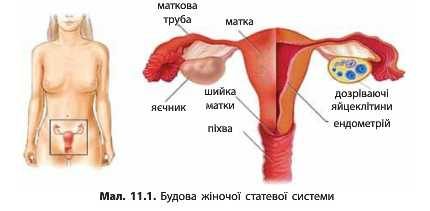 маткова
труба
матка
яєчник
шийка
матки
піхва
дозріваючі
яйцеклітини
ендометрій
Мал. 11.1. Будова жіночої статевої системи